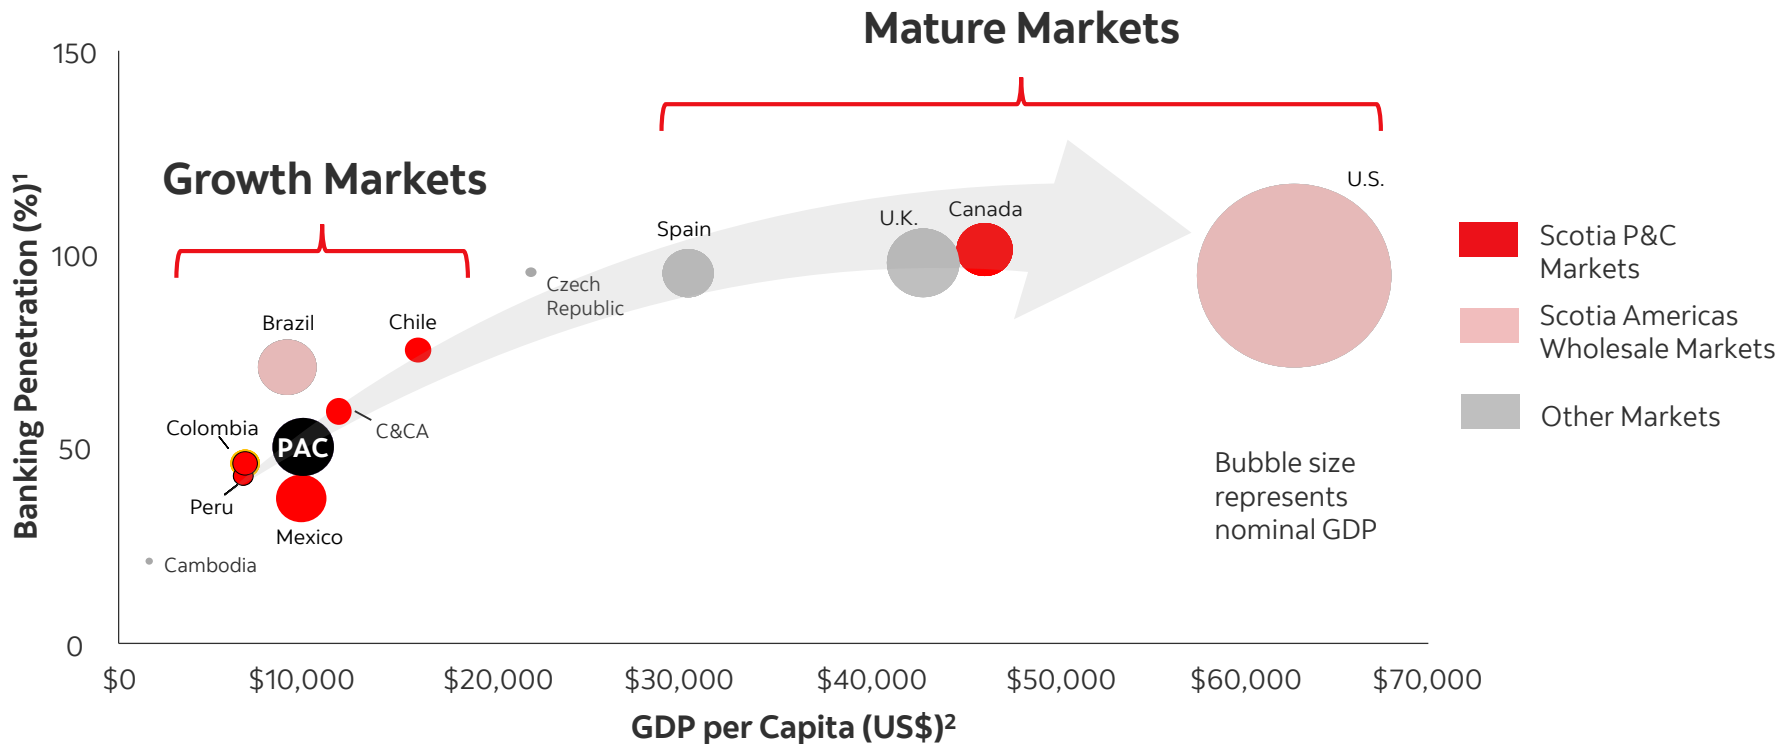 Mature Markets
150
Growth Markets
U.S.
Canada
U.K.
Spain
Scotia P&C
Markets
100
Czech
Republic
Scotia Americas
Wholesale Markets
Brazil
Chile
Other Markets
Colombia
C&CA
PAC
50
Bubble size
represents
nominal GDP
Peru
Mexico
Cambodia
0
Banking Penetration (%)¹
$0
$10,000
$20,000
$30,000
$40,000
$50,000
$60,000
$70,000
GDP per Capita (US$)²